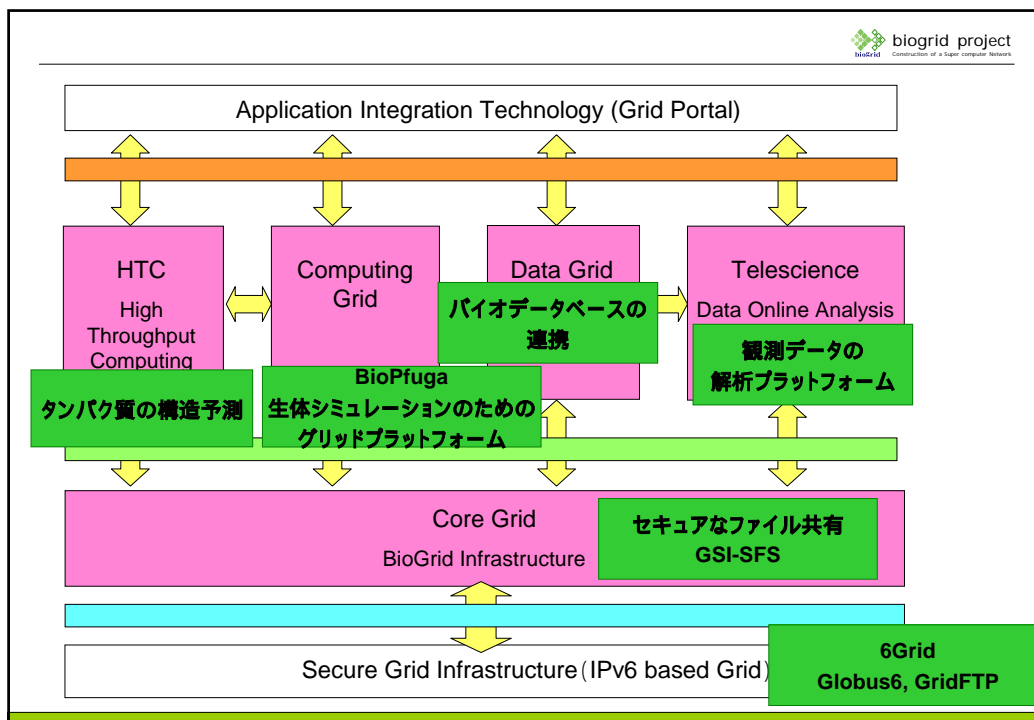 biogrid project
Construction of a Super computer Network
bioGrid
Application Integration Technology (Grid Portal)
HTC
High
Throughput
Computing
タンパク質の構造予測
Computing
Grid
BioPfuga
生体シミュレーションのための
グリッドプラットフォーム
Data Grid
バイオデータベースの
連携
Telescience
Data Online Analysis
観測データの
解析プラットフォーム
Core Grid
BioGrid Infrastructure
セキュアなファイル共有
GSI-SFS
Secure Grid Infrastructure(IPv6 based Grid)
6Grid
Globus6, GridFTP